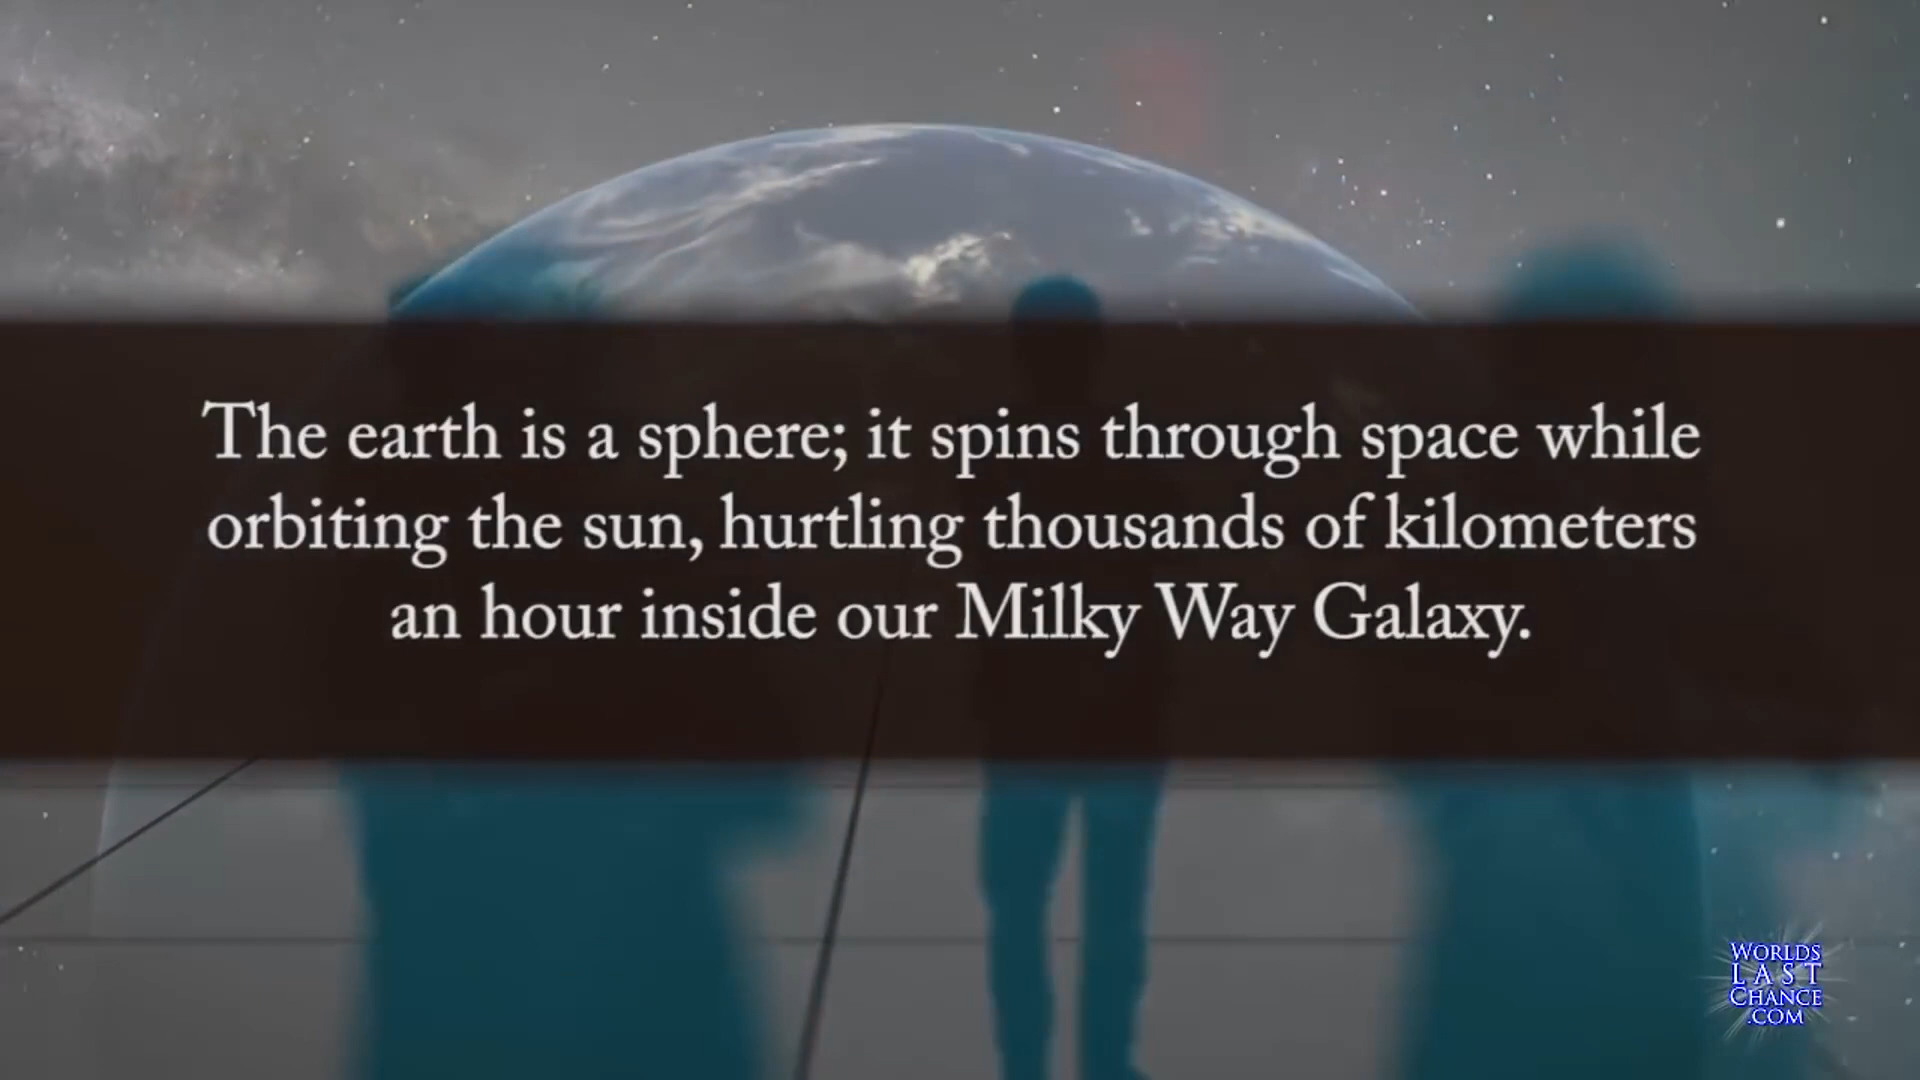 The earth is a sphere; it spins through space while
orbiting the sun, hurtling thousands of kilometers
an hour inside our Milky Way Galaxy.
WORLDS
LAST
CHANCE
.COM